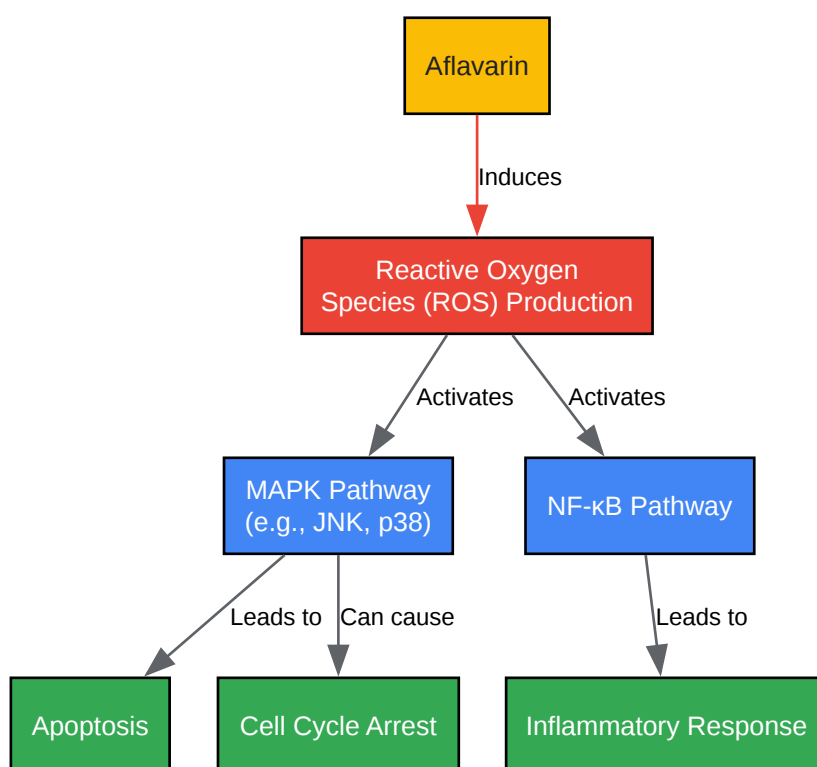 Aflavarin
Induces
Reactive Oxygen
Species (ROS) Production
Activates
Activates
MAPK Pathway
(e.g., JNK, p38)
NF-κB Pathway
Leads to
Can cause
Leads to
Apoptosis
Cell Cycle Arrest
Inflammatory Response